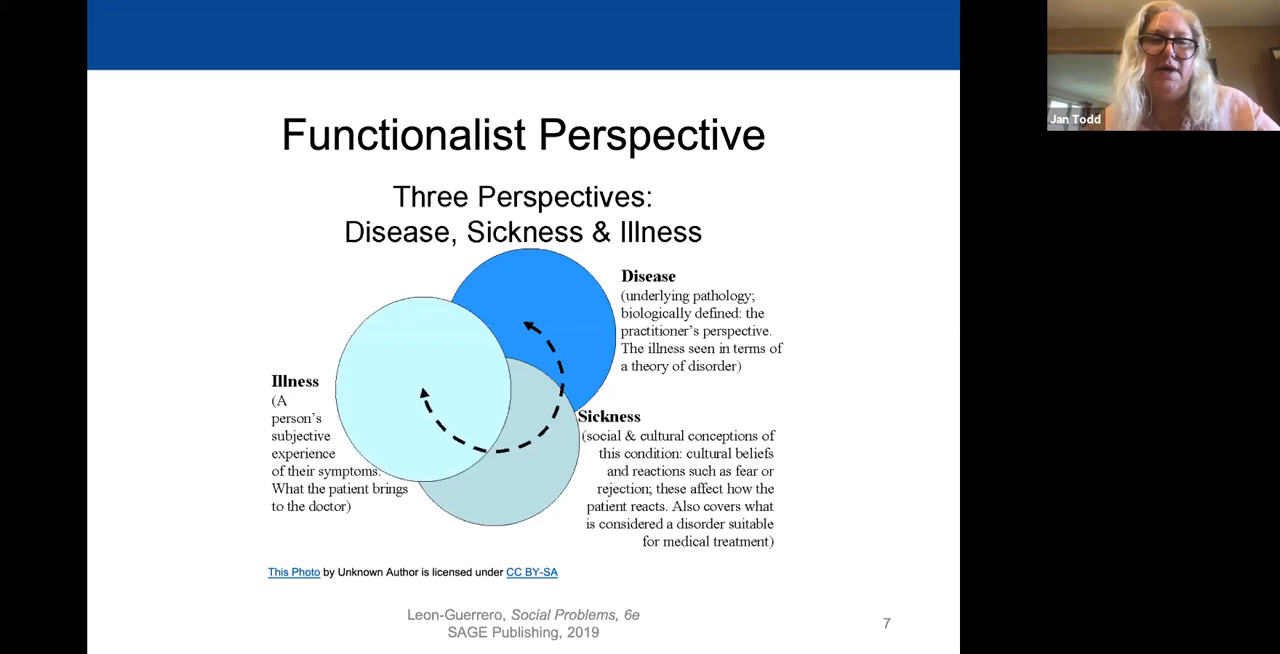 Functionalist Perspective
Three Perspectives:
Disease, Sickness & Illness
Disease
(underlying pathology;
biologically defined: the
practitioner's perspective.
The illness seen in terms of
a theory of disorder)
Illness
(A
person's
subjective
experience
of their symptoms.
What the patient brings
to the doctor)
Sickness
(social & cultural conceptions of
this condition: cultural beliefs
and reactions such as fear or
rejection; these affect how the
patient reacts. Also covers what
is considered a disorder suitable
for medical treatment)
This Photo by Unknown Author is licensed under CC BY-SA
Leon-Guerrero, Social Problems, 6e
SAGE Publishing, 2019
7
Jan Todd